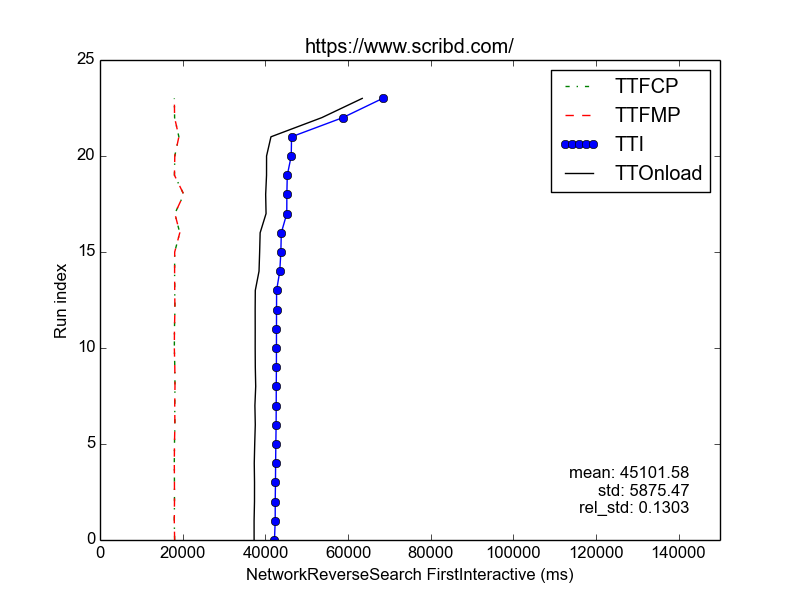 https://www.scribd.com/
25
20
15
10
5
0
Run index
TTFCP
TTFMP
TTI
TTOnload
mean: 45101.58
std: 5875.47
rel_std: 0.1303
0 20000 40000 60000 80000 100000 120000 140000
NetworkReverseSearch FirstInteractive (ms)